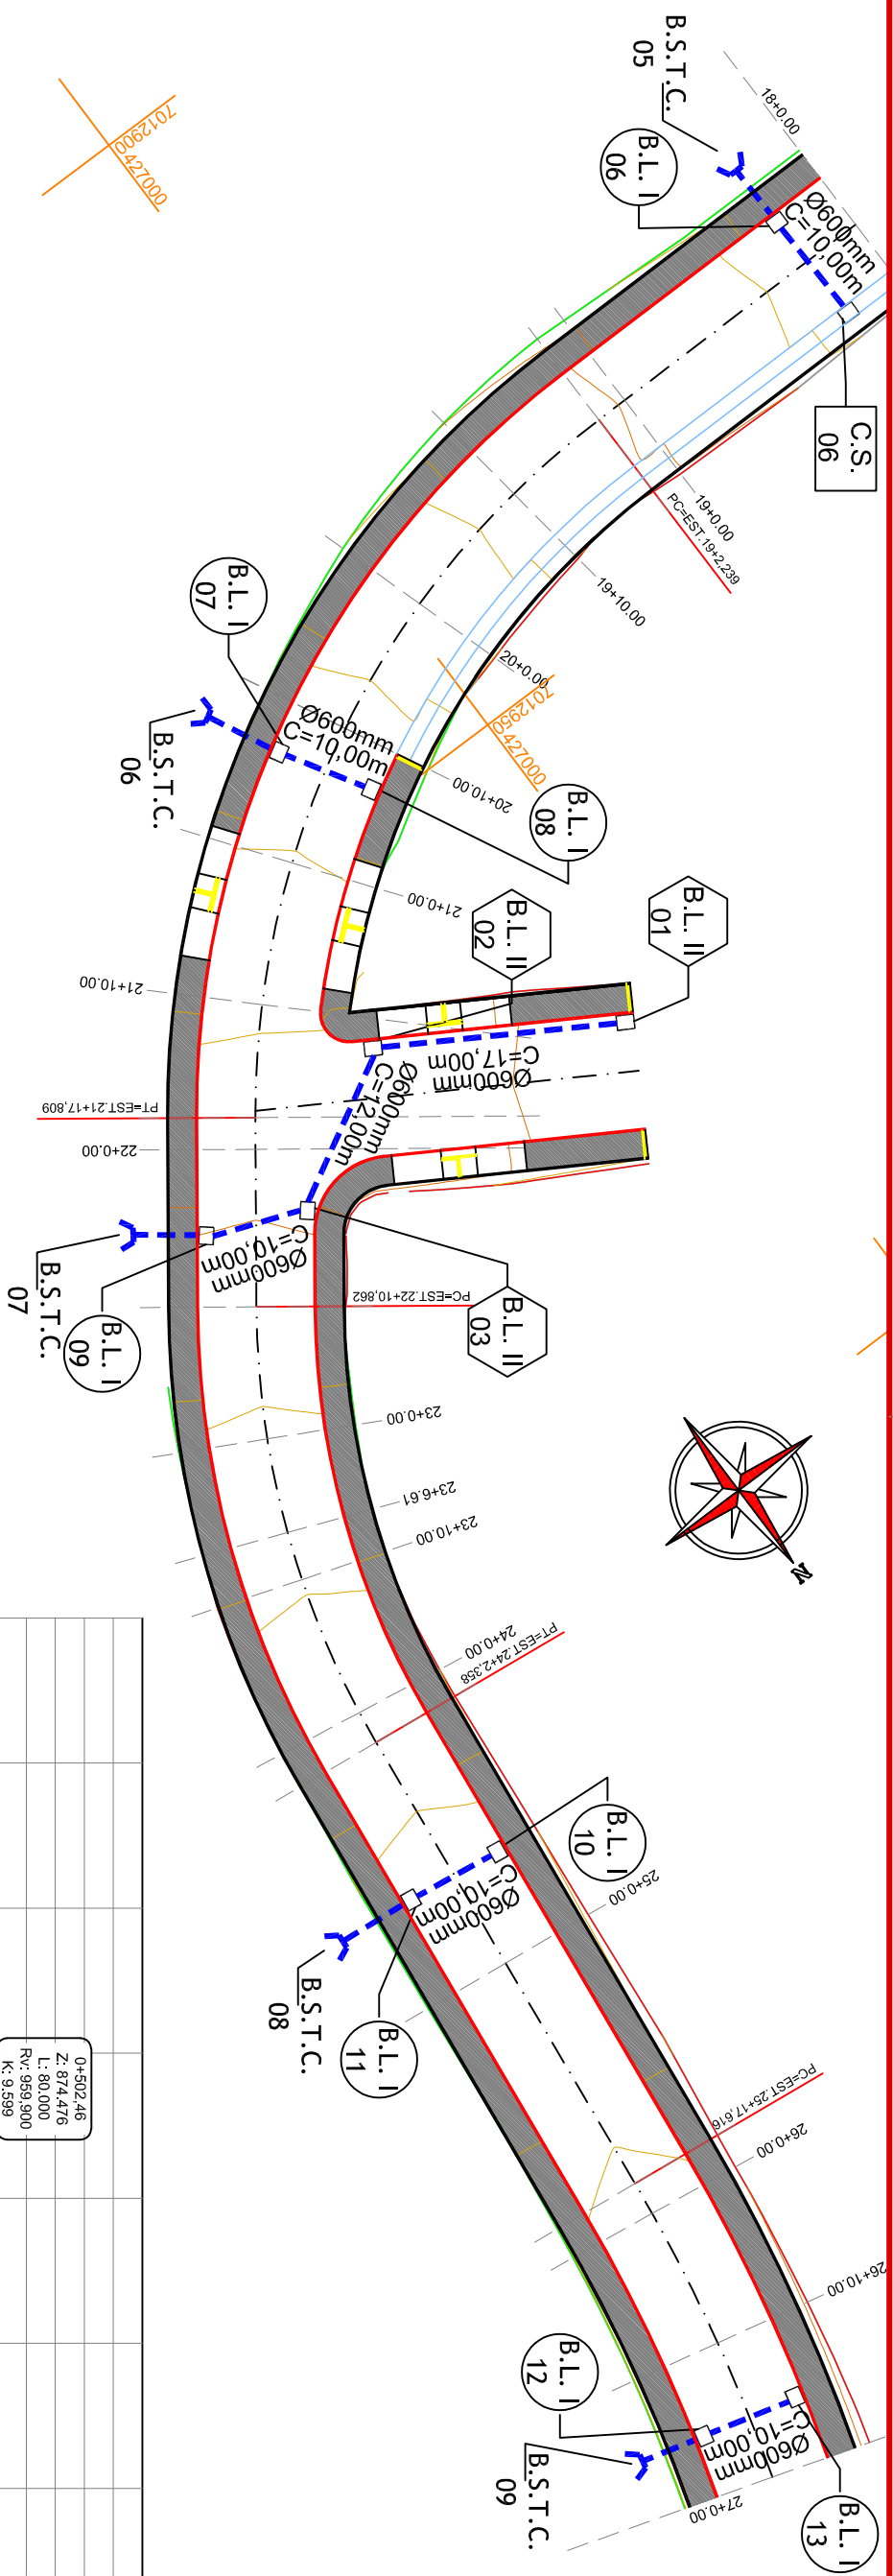 B.S.T.C.
05
B.L. I
06
18+0.00
Ø600mm
C=10,00m
C.S.
06
7012900
427000
19+0.00
PC=EST.19+2,239
19+10.00
20+0.00
7012950
427000
20+10.00
B.L. I
07
Ø600mm
C=10,00m
B.S.T.C.
06
B.L. I
08
21+0.00
B.L. II
02
B.L. II
01
21+10.00
Ø600mm
C=17,00m
Ø600mm
C=12,00m
PT=EST.21+17,809
22+0.00
Ø600mm
C=10,00m
B.S.T.C.
07
B.L. I
09
PC=EST.22+10,862
B.L. II
03
23+0.00
23+6.61
23+10.00
N
24+0.00
PT=EST.24+2,358
B.L. I
10
Ø600mm
C=10,00m
25+0.00
B.S.T.C.
08
B.L. I
11
PC=EST.25+17,616
26+0.00
26+10.00
B.L. I
12
Ø600mm
C=10,00m
B.S.T.C.
09
27+0.00
B.L. I
13
0+502,46
Z: 874.476
L: 80.000
Rv: 959,900
K: 9.599